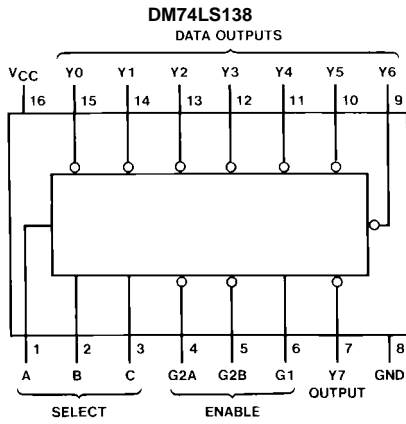 DM74LS138
DATA OUTPUTS
VCC Y0 Y1 Y2 Y3 Y4 Y5 Y6
16 15 14 13 12 11 10 9
1 2 3 4 5 6 7 8
A B C G2A G2B G1 Y7 GND
OUTPUT
SELECT ENABLE